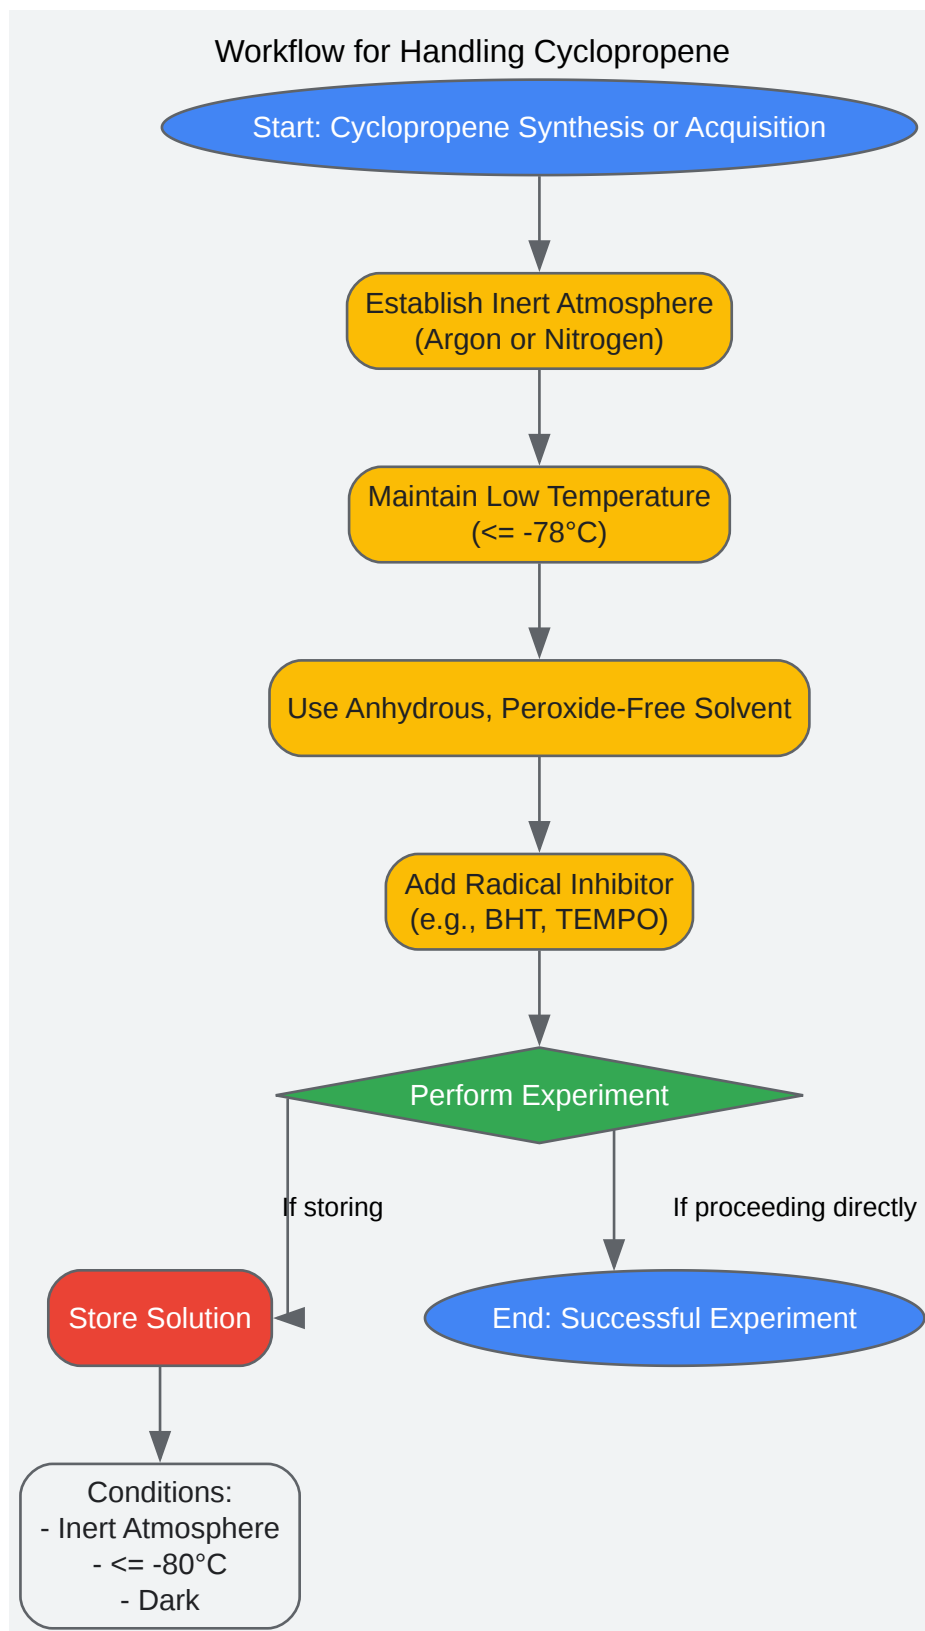 Workflow for Handling Cyclopropene
Start: Cyclopropene Synthesis or Acquisition
Establish Inert Atmosphere
(Argon or Nitrogen)
Maintain Low Temperature
(<= -78°C)
Use Anhydrous, Peroxide-Free Solvent
Add Radical Inhibitor
(e.g., BHT, TEMPO)
Perform Experiment
If storing
If proceeding directly
Store Solution
End: Successful Experiment
Conditions:
- Inert Atmosphere
- <= -80°C
- Dark